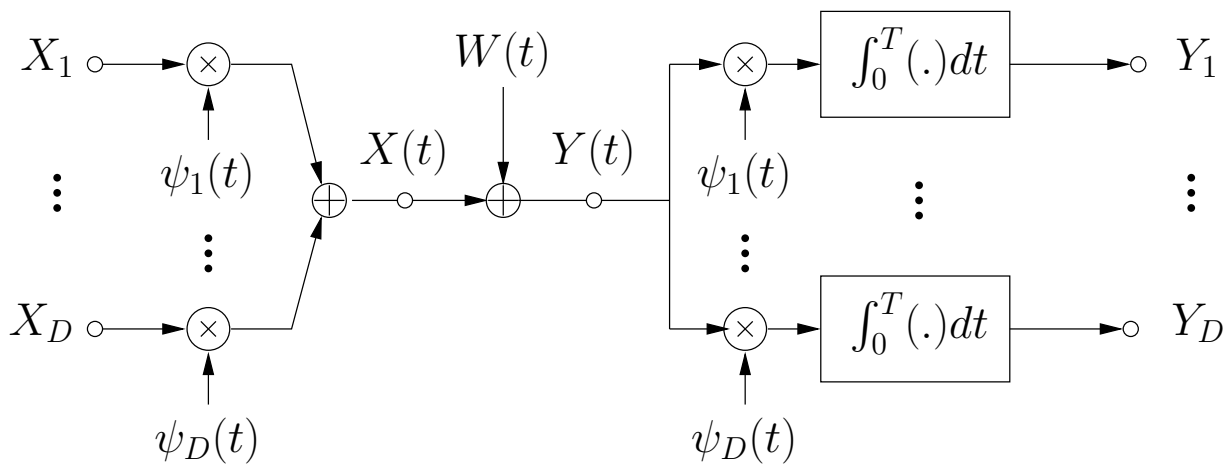 X_1
W(t)
∫_0^T(.)dt
Y_1
ψ_1(t)
X(t)
Y(t)
ψ_1(t)
X_D
∫_0^T(.)dt
Y_D
ψ_D(t)
ψ_D(t)